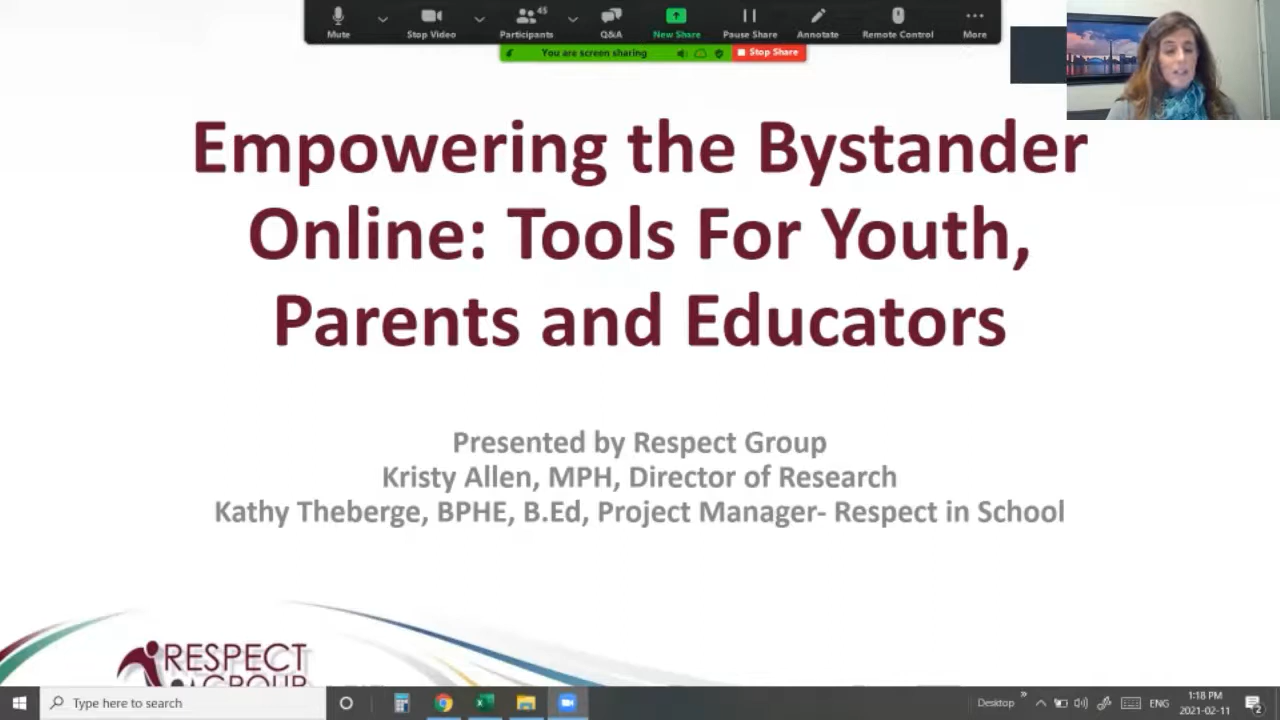 45
Mute
Stop Video
Participants
Q&A
New Share
Pause Share
Annotate
Remote Control
More
You are screen sharing
Stop Share
Empowering the Bystander
Online: Tools For Youth,
Parents and Educators
Presented by Respect Group
Kristy Allen, MPH, Director of Research
Kathy Theberge, BPHE, B.Ed, Project Manager- Respect in School
RESPECT
GROUP
Type here to search
Desktop
ENG
1:18 PM
2021-02-11
2